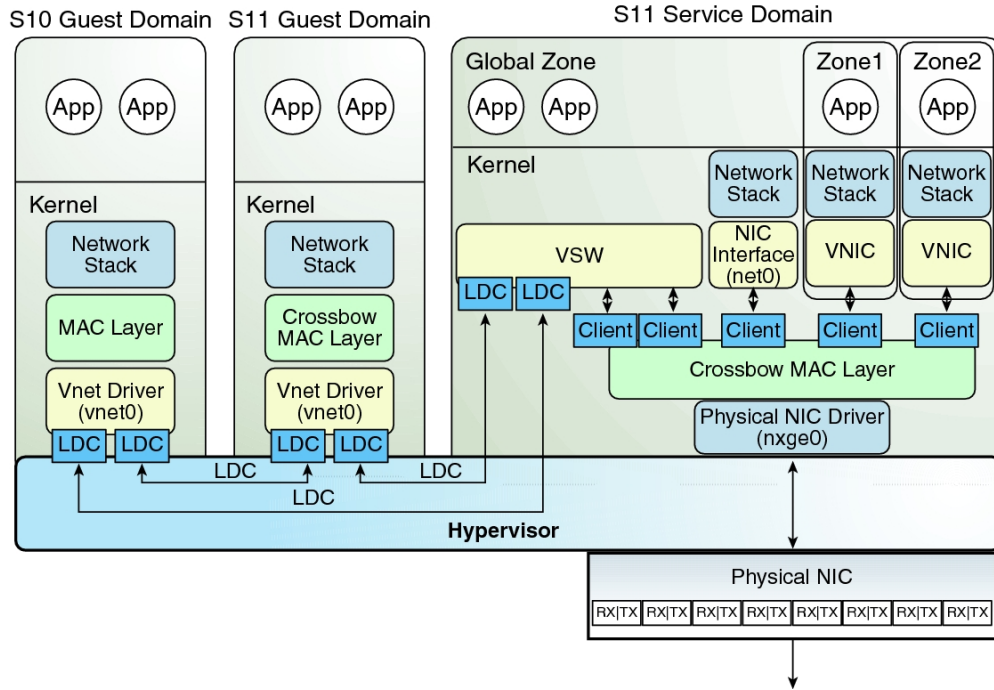 S10 Guest Domain
App
App
Kernel
Network
Stack
MAC Layer
Vnet Driver
(vnet0)
LDC
LDC
S11 Guest Domain
App
App
Kernel
Network
Stack
Crossbow
MAC Layer
Vnet Driver
(vnet0)
LDC
LDC
S11 Service Domain
Global Zone
App
App
Zone1
App
Zone2
App
Kernel
Network
Stack
Network
Stack
Network
Stack
VSW
NIC
Interface
(net0)
VNIC
VNIC
LDC
LDC
Client
Client
Client
Client
Client
Crossbow MAC Layer
Physical NIC Driver
(nxge0)
LDC
LDC
LDC
Hypervisor
Physical NIC
RX|TX RX|TX RX|TX RX|TX RX|TX RX|TX RX|TX RX|TX